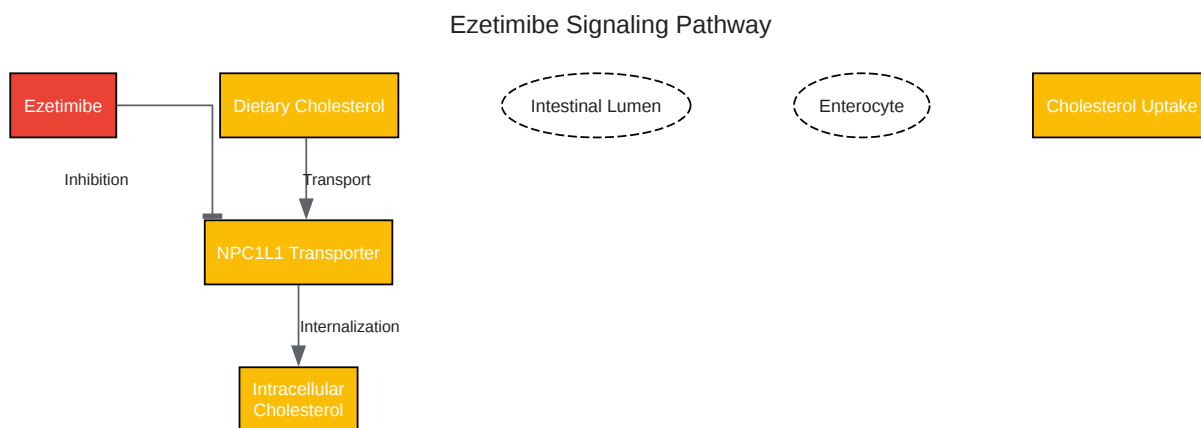 Ezetimibe Signaling Pathway
Ezetimibe
Dietary Cholesterol
Intestinal Lumen
Enterocyte
Cholesterol Uptake
Inhibition
Transport
NPC1L1 Transporter
Internalization
Intracellular
Cholesterol